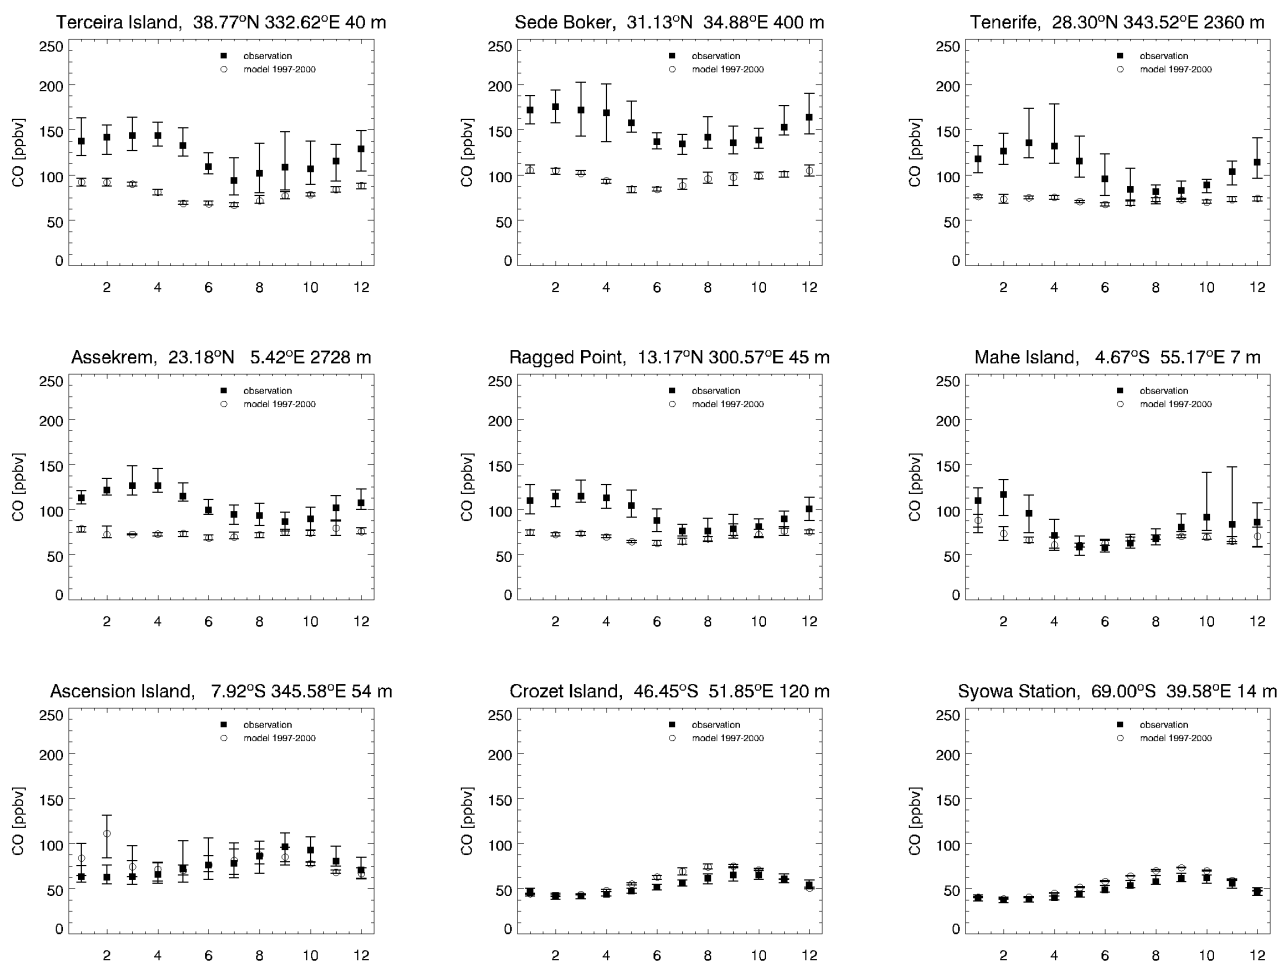 Terceira Island, 38.77°N 332.62°E 40 m
Sede Boker, 31.13°N 34.88°E 400 m
Tenerife, 28.30°N 343.52°E 2360 m
250
200
150
100
50
0
CO [ppbv]
observation
model 1997-2000
2 4 6 8 10 12
250
200
150
100
50
0
CO [ppbv]
observation
model 1997-2000
2 4 6 8 10 12
250
200
150
100
50
0
CO [ppbv]
observation
model 1997-2000
2 4 6 8 10 12
Assekrem, 23.18°N 5.42°E 2728 m
Ragged Point, 13.17°N 300.57°E 45 m
Mahe Island, 4.67°S 55.17°E 7 m
250
200
150
100
50
0
CO [ppbv]
observation
model 1997-2000
2 4 6 8 10 12
250
200
150
100
50
0
CO [ppbv]
observation
model 1997-2000
2 4 6 8 10 12
250
200
150
100
50
0
CO [ppbv]
observation
model 1997-2000
2 4 6 8 10 12
Ascension Island, 7.92°S 345.58°E 54 m
Crozet Island, 46.45°S 51.85°E 120 m
Syowa Station, 69.00°S 39.58°E 14 m
250
200
150
100
50
0
CO [ppbv]
observation
model 1997-2000
2 4 6 8 10 12
250
200
150
100
50
0
CO [ppbv]
observation
model 1997-2000
2 4 6 8 10 12
250
200
150
100
50
0
CO [ppbv]
observation
model 1997-2000
2 4 6 8 10 12